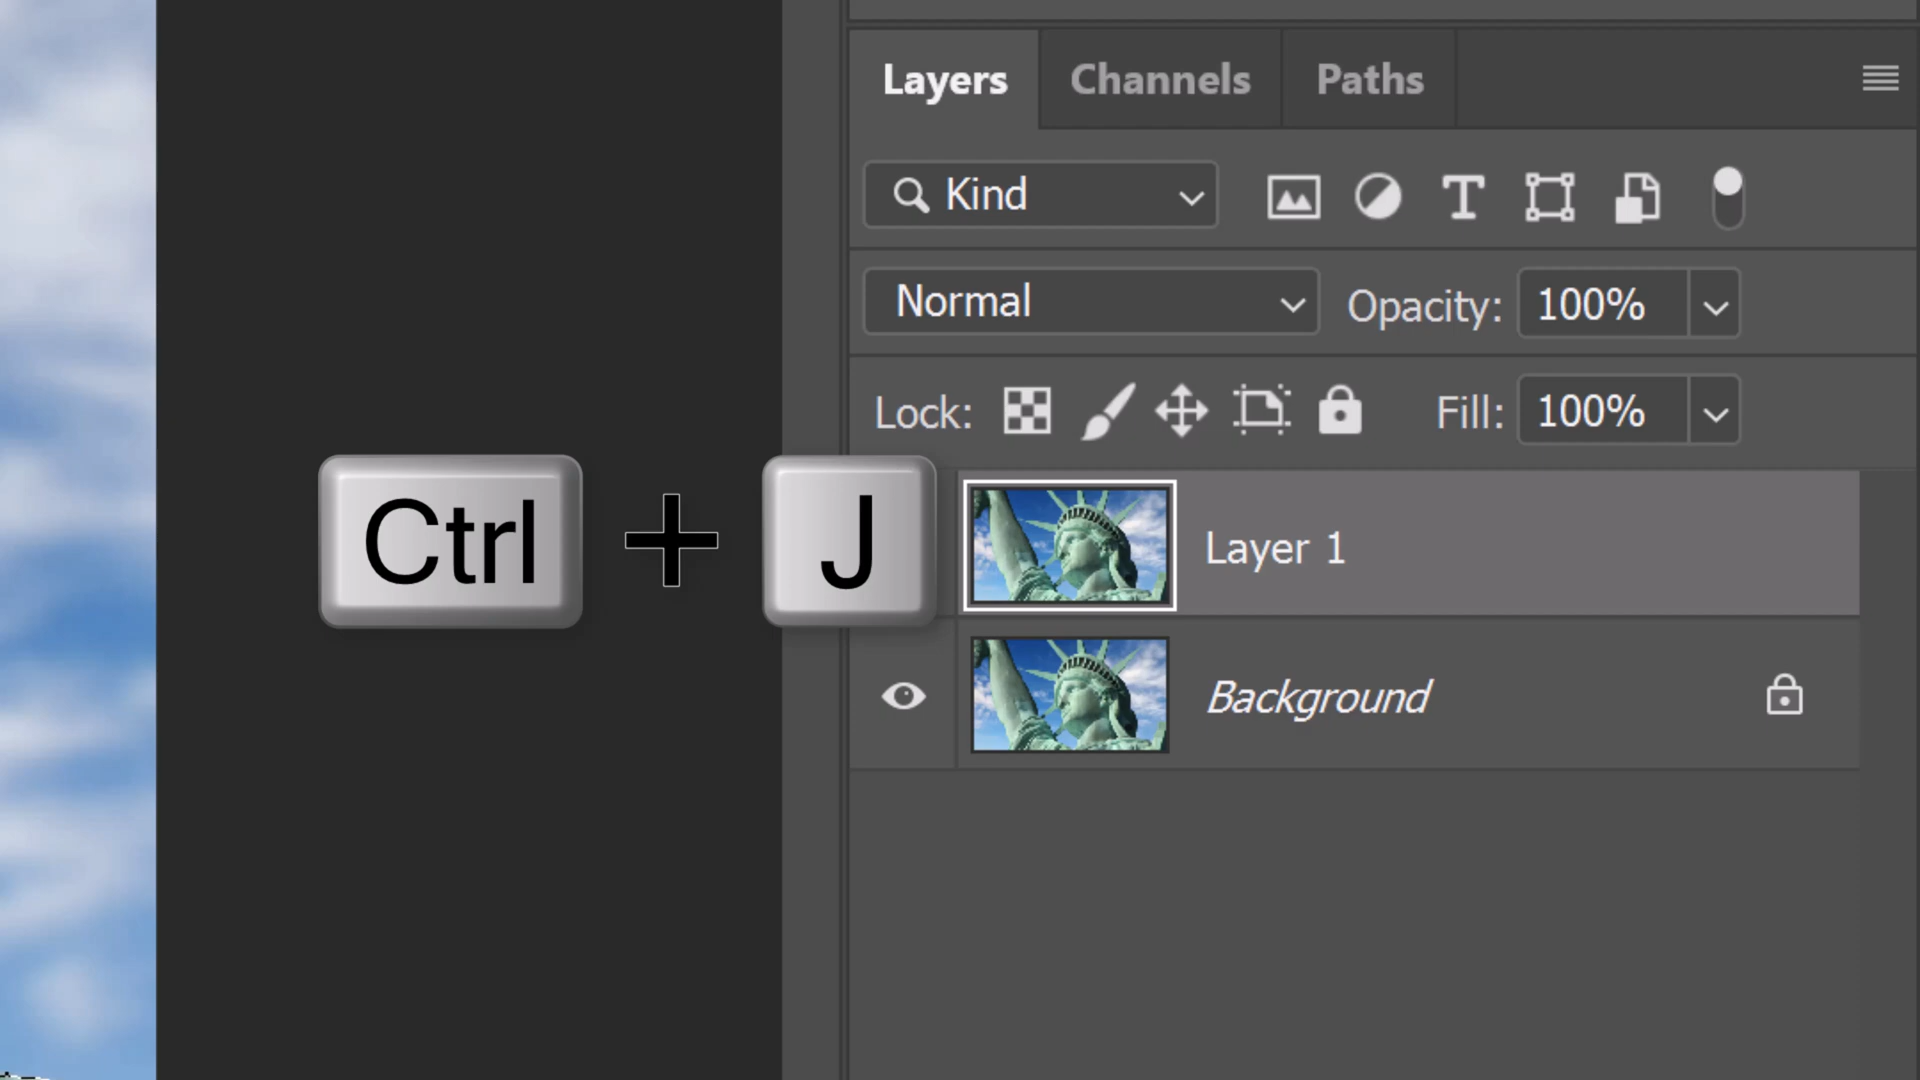 Layers Channels Paths
Kind
Normal Opacity: 100%
Lock: Fill: 100%
Ctrl + J Layer 1
Background